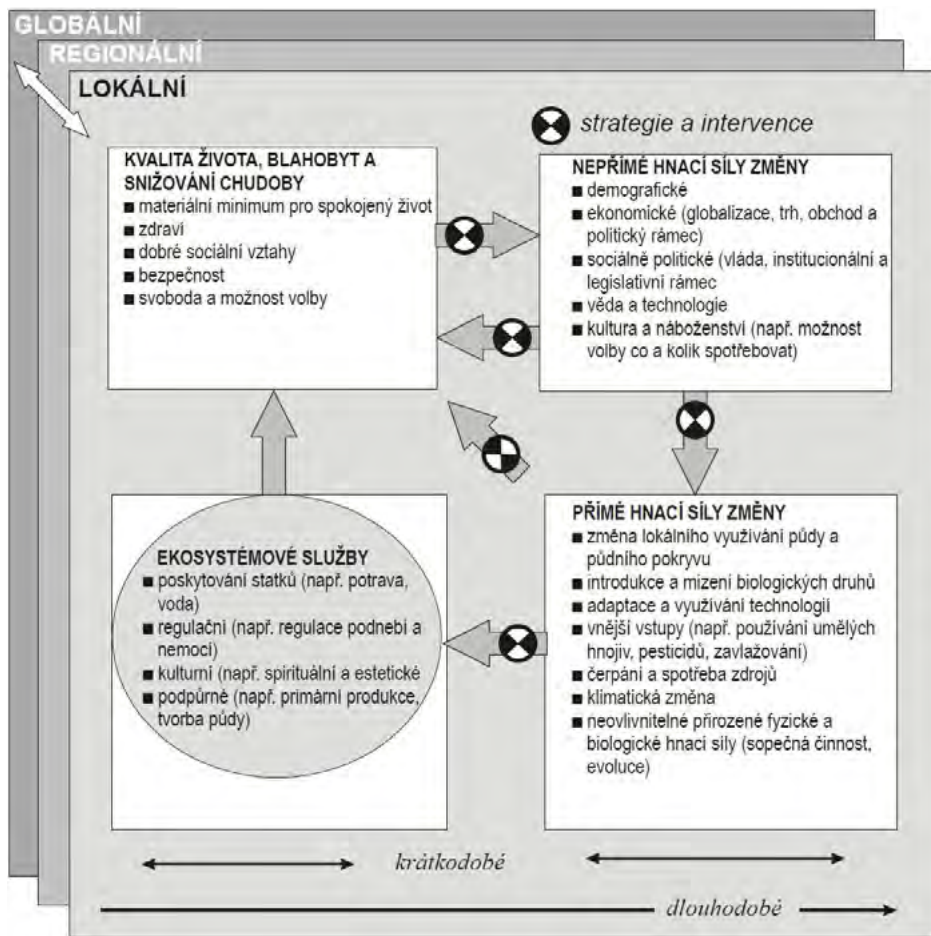 GLOBÁLNÍ
REGIONÁLNÍ
LOKÁLNÍ
strategie a intervence
KVALITA ŽIVOTA, BLAHOBYT A
SNIŽOVÁNÍ CHUDOBY
■ materiální minimum pro spokojený život
■ zdraví
■ dobré sociální vztahy
■ bezpečnost
■ svoboda a možnost volby
NEPŘÍMÉ HNACÍ SÍLY ZMĚNY
■ demografické
■ ekonomické (globalizace, trh, obchod a
politický rámec)
■ sociálně politické (vláda, institucionální a
legislativní rámec
■ věda a technologie
■ kultura a náboženství (např. možnost
volby co a kolik spotřebovat)
EKOSYSTÉMOVÉ SLUŽBY
■ poskytování statků (např. potrava,
voda)
■ regulační (např. regulace podnebí a
nemocí)
■ kulturní (např. spirituální a estetické
■ podpůrné (např. primární produkce,
tvorba půdy)
PŘÍMÉ HNACÍ SÍLY ZMĚNY
■ změna lokálního využívání půdy a
půdního pokryvu
■ introdukce a mizení biologických druhů
■ adaptace a využívání technologií
■ vnější vstupy (např. používání umělých
hnojiv, pesticidů, zavlažování)
■ čerpání a spotřeba zdrojů
■ klimatická změna
■ neovlivnitelné přirozené fyzické a
biologické hnací síly (sopečná činnost,
evoluce)
krátkodobé
dlouhodobé